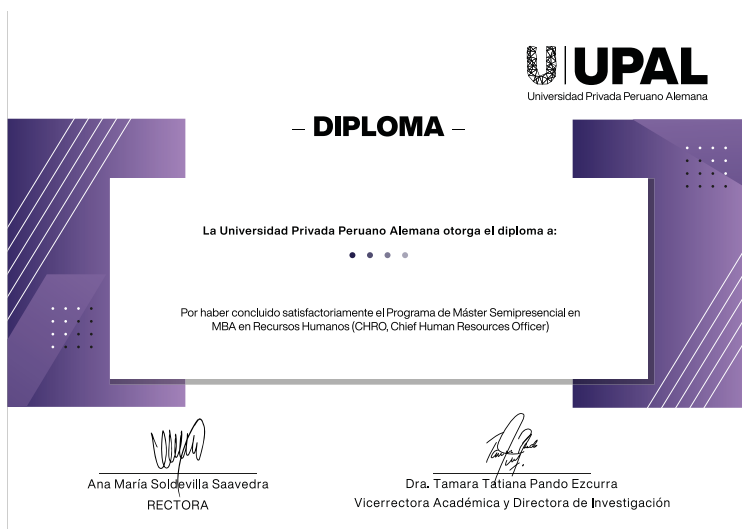 UPAL
Universidad Privada Peruano Alemana
– DIPLOMA –
La Universidad Privada Peruano Alemana otorga el diploma a:
Por haber concluido satisfactoriamente el Programa de Máster Semipresencial en
MBA en Recursos Humanos (CHRO, Chief Human Resources Officer)
Ana María Soldevilla Saavedra
RECTORA
Dra. Tamara Tatiana Pando Ezcurra
Vicerrectora Académica y Directora de Investigación